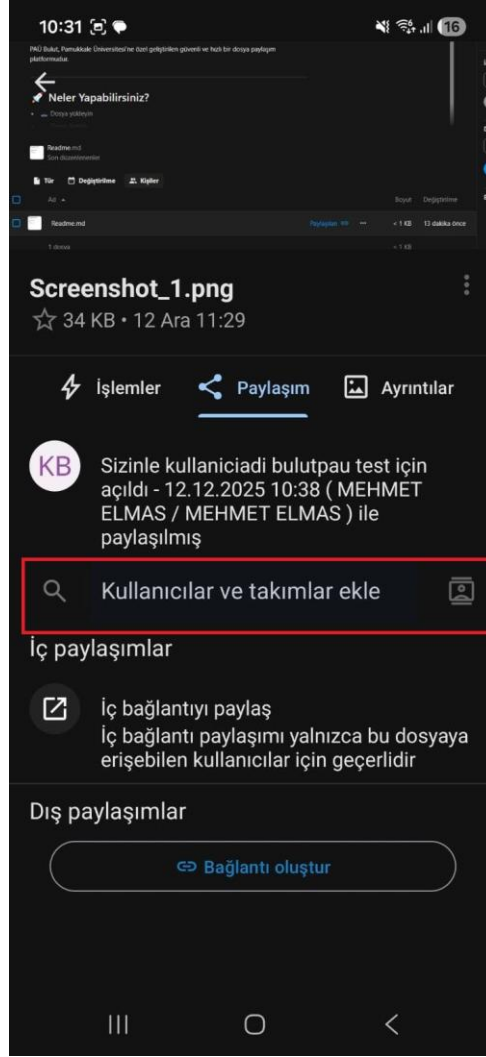 10:31
16
PAÜ Bulut, Pamukkale Üniversitesi'ne özel geliştirilen güvenli ve hızlı bir dosya paylaşım
platformudur.
🚀 Neler Yapabilirsiniz?
Dosya yükleyin
Readme.md
Son düzenlenenler
Tür Değiştirilme Kişiler
Ad Boyut Değiştirilme
Readme.md Paylaşılan < 1 KB 13 dakika önce
1 dosya < 1 KB
Screenshot_1.png
34 KB • 12 Ara 11:29
İşlemler Paylaşım Ayrıntılar
KB
Sizinle kullaniciadi bulutpau test için
açıldı - 12.12.2025 10:38 ( MEHMET
ELMAS / MEHMET ELMAS ) ile
paylaşılmış
Kullanıcılar ve takımlar ekle
İç paylaşımlar
İç bağlantıyı paylaş
İç bağlantı paylaşımı yalnızca bu dosyaya
erişebilen kullanıcılar için geçerlidir
Dış paylaşımlar
Bağlantı oluştur